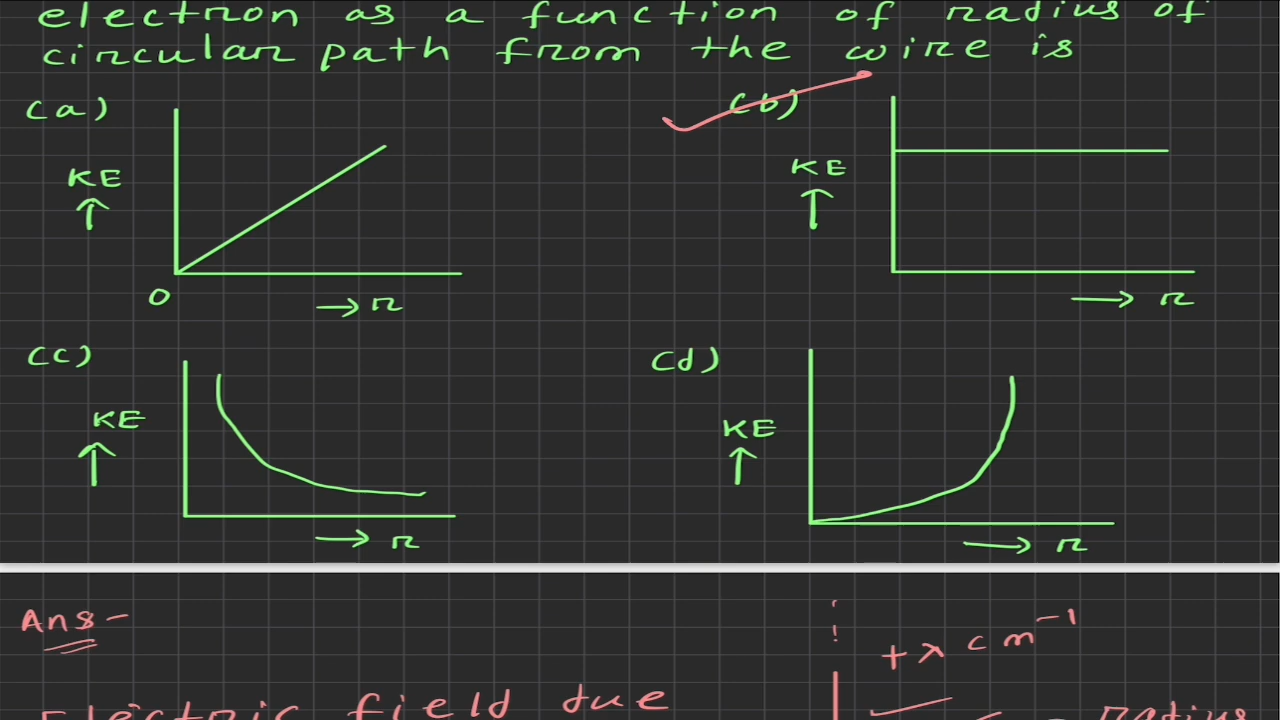 electron as a function of radius of
circular path from the wire is
(a)
(b)
KE
KE
O
→ r
→ r
(c)
(d)
KE
KE
→ r
→ r
Ans-
+λ cm⁻¹
Electric field due
radius